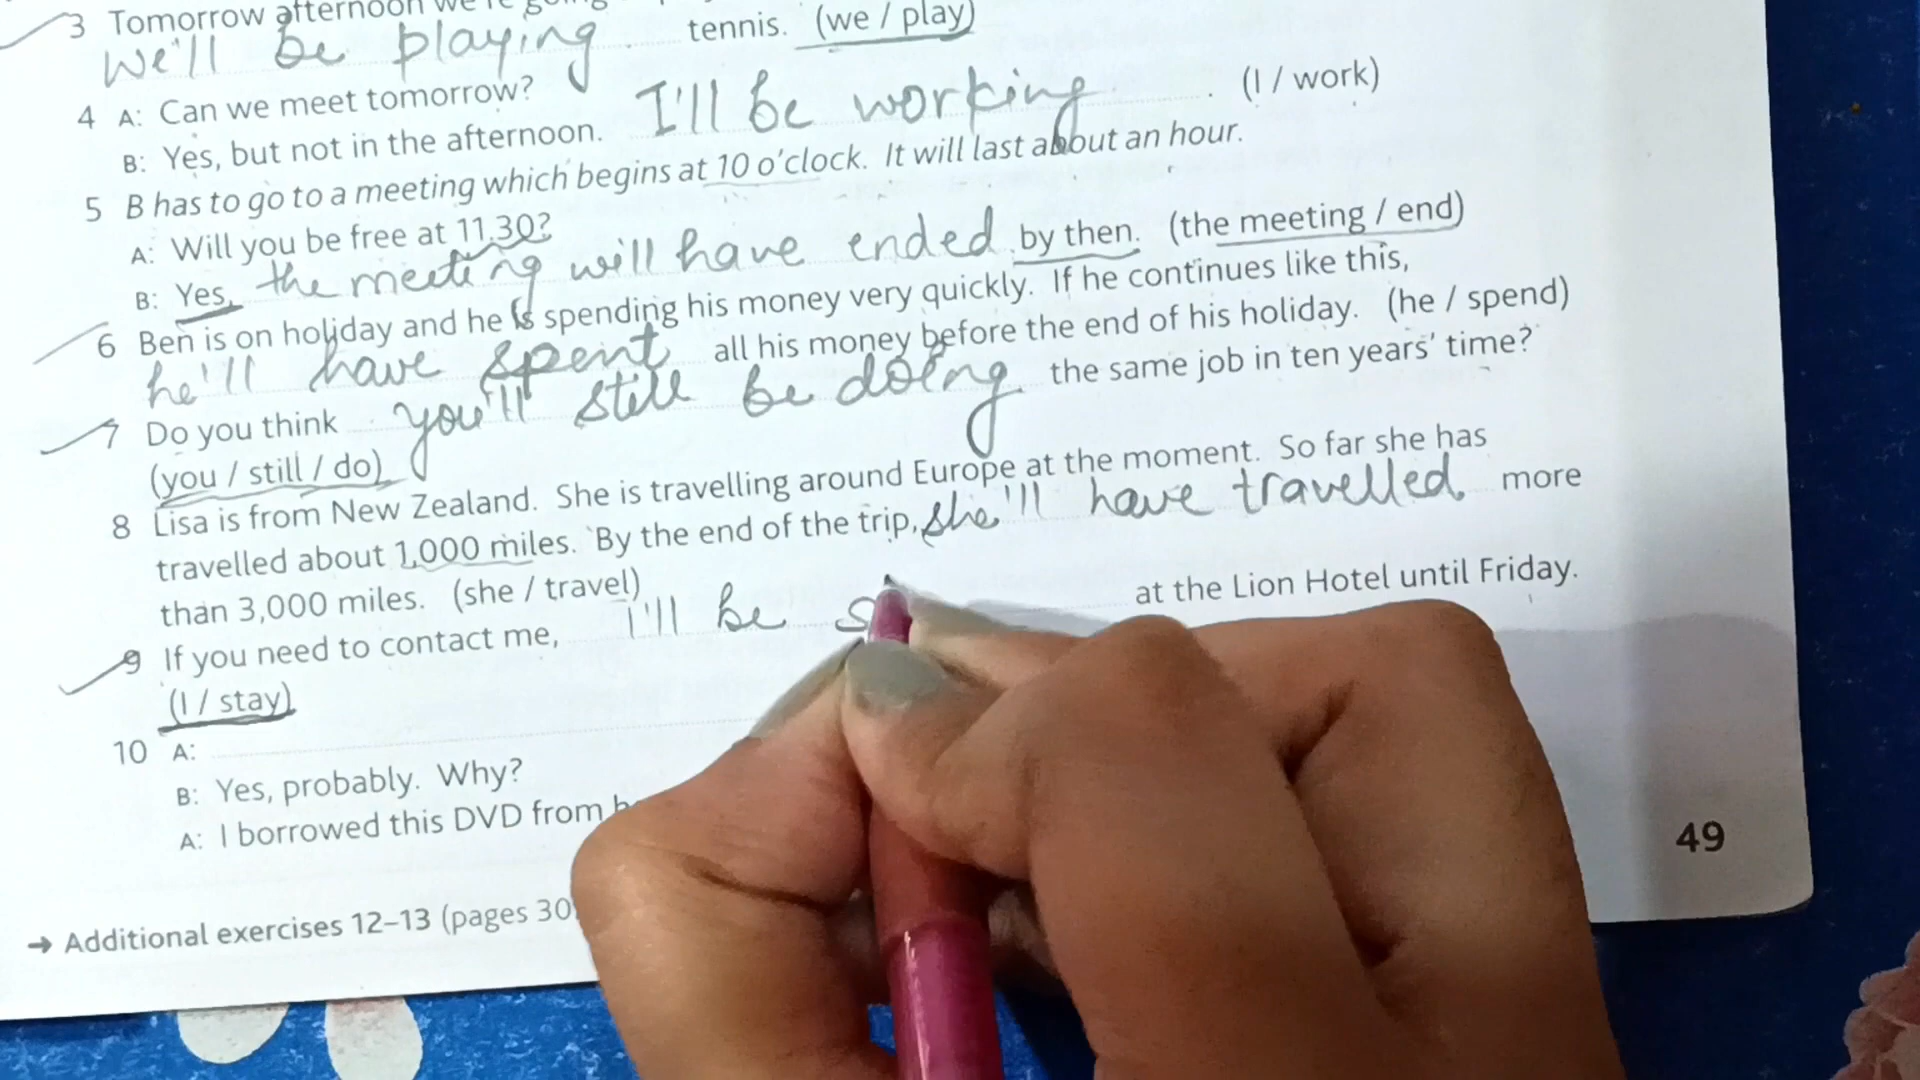 3 Tomorrow afternoon we're going
we'll be playing tennis. (we / play)
4 A: Can we meet tomorrow?
B: Yes, but not in the afternoon. I'll be working . (I / work)
5 B has to go to a meeting which begins at 10 o'clock. It will last about an hour.
A: Will you be free at 11.30?
B: Yes, the meeting will have ended by then. (the meeting / end)
6 Ben is on holiday and he is spending his money very quickly. If he continues like this,
he'll have spent all his money before the end of his holiday. (he / spend)
7 Do you think you'll still be doing the same job in ten years' time?
(you / still / do)
8 Lisa is from New Zealand. She is travelling around Europe at the moment. So far she has
travelled about 1,000 miles. By the end of the trip, she'll have travelled more
than 3,000 miles. (she / travel)
9 If you need to contact me, I'll be s at the Lion Hotel until Friday.
(I / stay)
10 A:
B: Yes, probably. Why?
A: I borrowed this DVD from
→ Additional exercises 12–13 (pages 30
49